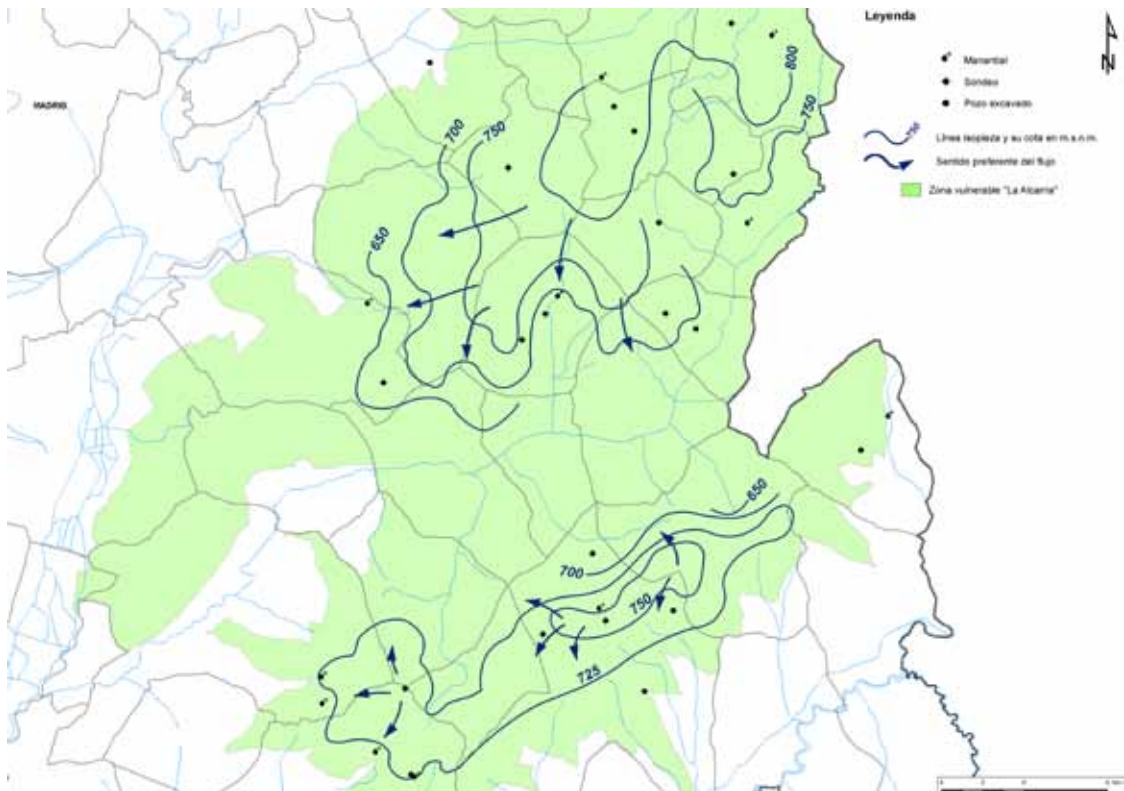 Leyenda
N
Manantial
Sondeo
Pozo excavado
750
Línea isopieza y su cota en m.s.n.m.
Sentido preferente del flujo
Zona vulnerable "La Alcarria"
MADRID
800
750
700
750
650
650
700
750
725